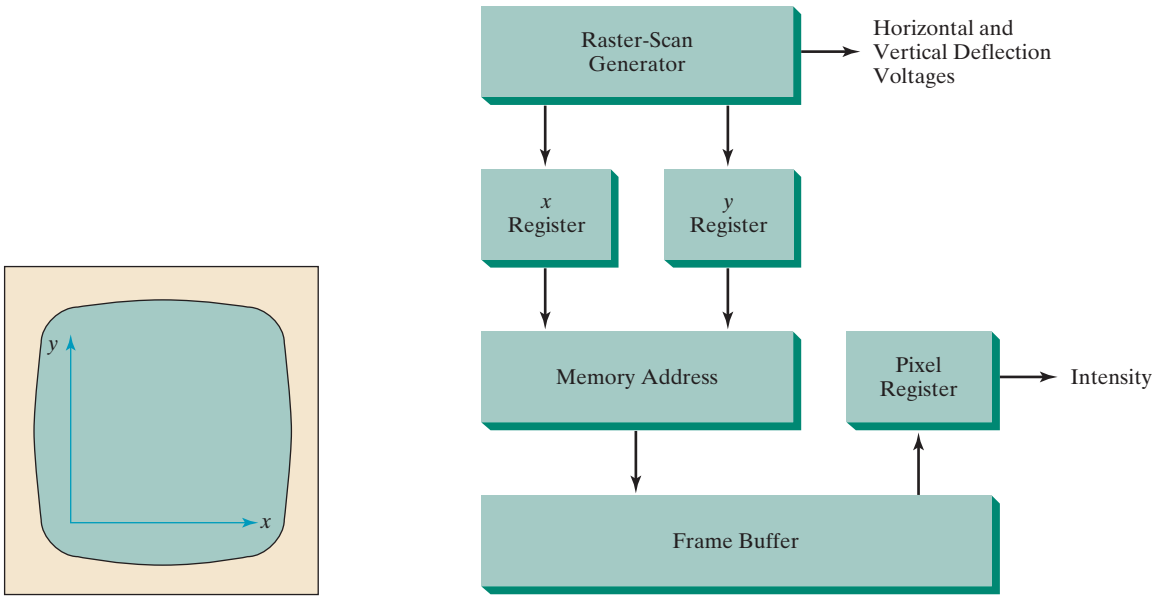 Raster-Scan
Generator
Horizontal and
Vertical Deflection
Voltages
x
Register
y
Register
y
x
Memory Address
Pixel
Register
Intensity
Frame Buffer